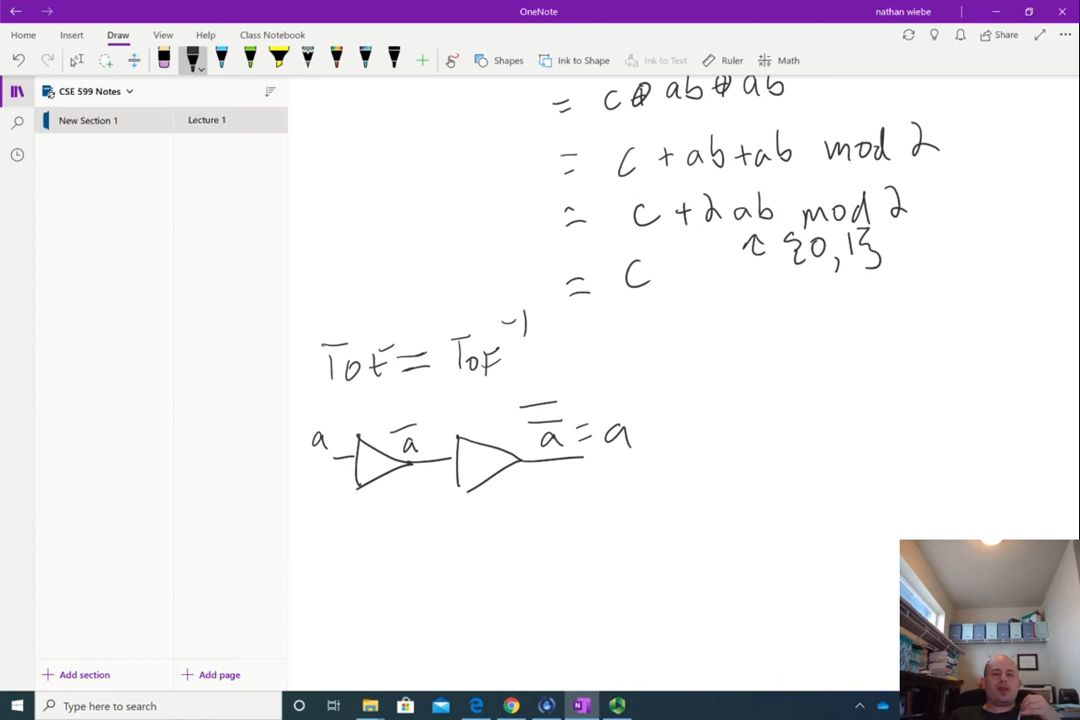 OneNote
nathan wiebe
Home Insert Draw View Help Class Notebook
Share
Shapes Ink to Shape Ink to Text Ruler Math
CSE 599 Notes
New Section 1
Lecture 1
= c ⊕ ab ⊕ ab
= c + ab + ab mod 2
= c + 2 ab mod 2
↑ {0, 1}
= c
TOF = TOF⁻¹
a a̅ a̿ = a
Add section
Add page
Type here to search